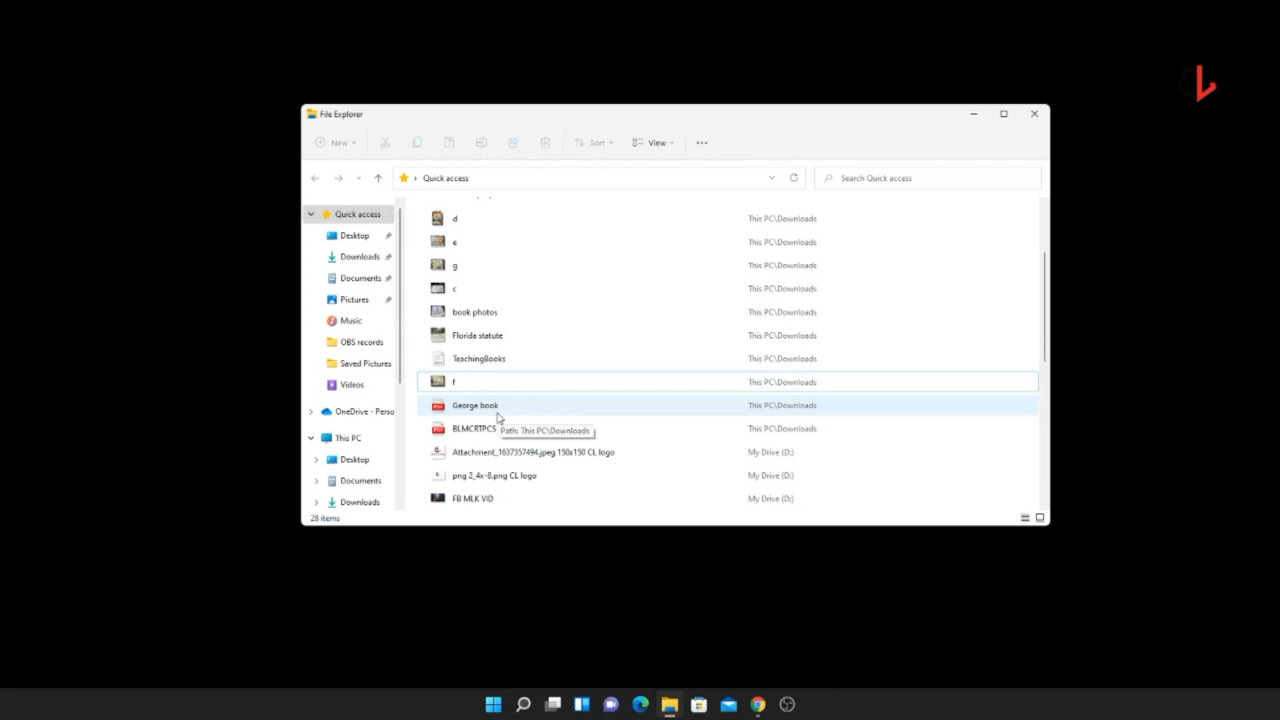 File Explorer
New
Sort
View
Quick access
Search Quick access
Quick access
Desktop
Downloads
Documents
Pictures
Music
OBS records
Saved Pictures
Videos
OneDrive - Perso
This PC
Desktop
Documents
Downloads
d This PC\Downloads
e This PC\Downloads
g This PC\Downloads
c This PC\Downloads
book photos This PC\Downloads
Florida statute This PC\Downloads
TeachingBooks This PC\Downloads
f This PC\Downloads
George book This PC\Downloads
BLMCRTPCS This PC\Downloads
Path: This PC\Downloads
Attachment_1637357494.jpeg 150x150 CL logo My Drive (D:)
png 2_4x-8.png CL logo My Drive (D:)
FB MLK VID My Drive (D:)
28 items